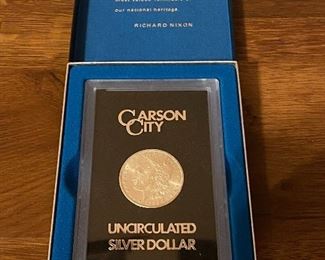 our national heritage.
RICHARD NIXON
CARSON
CITY
UNCIRCULATED
SILVER DOLLAR